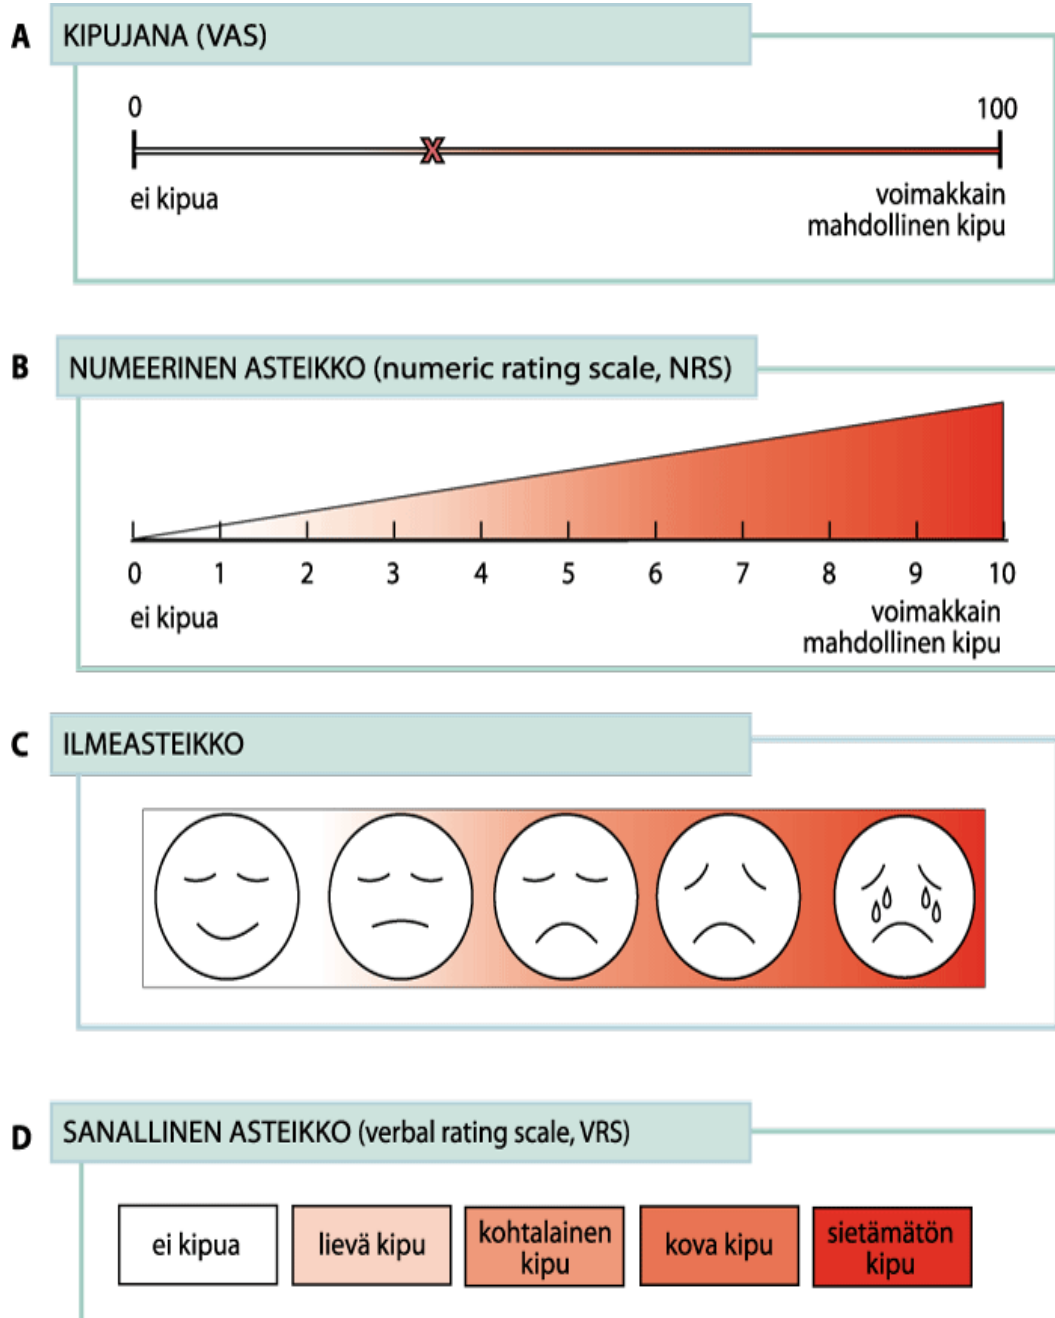 A KIPUJANA (VAS)
0 100
X
ei kipua
voimakkain
mahdollinen kipu
B NUMEERINEN ASTEIKKO (numeric rating scale, NRS)
0 1 2 3 4 5 6 7 8 9 10
ei kipua
voimakkain
mahdollinen kipu
C ILMEASTEIKKO
D SANALLINEN ASTEIKKO (verbal rating scale, VRS)
ei kipua
lievä kipu
kohtalainen
kipu
kova kipu
sietämätön
kipu